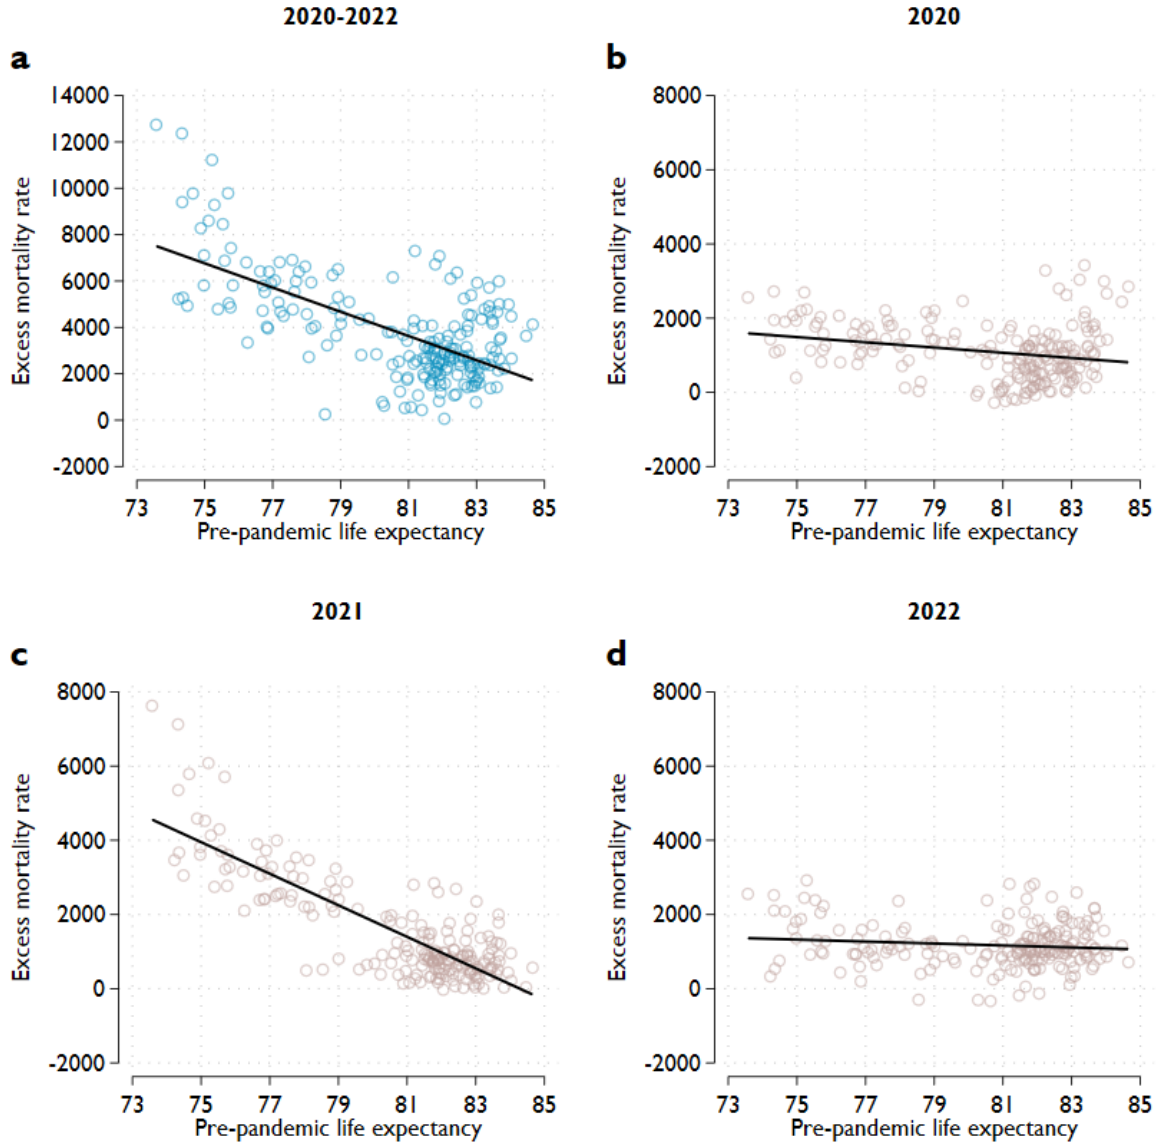 2020-2022
a
Excess mortality rate
14000
12000
10000
8000
6000
4000
2000
0
-2000
73 75 77 79 81 83 85
Pre-pandemic life expectancy
2020
b
Excess mortality rate
8000
6000
4000
2000
0
-2000
73 75 77 79 81 83 85
Pre-pandemic life expectancy
2021
c
Excess mortality rate
8000
6000
4000
2000
0
-2000
73 75 77 79 81 83 85
Pre-pandemic life expectancy
2022
d
Excess mortality rate
8000
6000
4000
2000
0
-2000
73 75 77 79 81 83 85
Pre-pandemic life expectancy